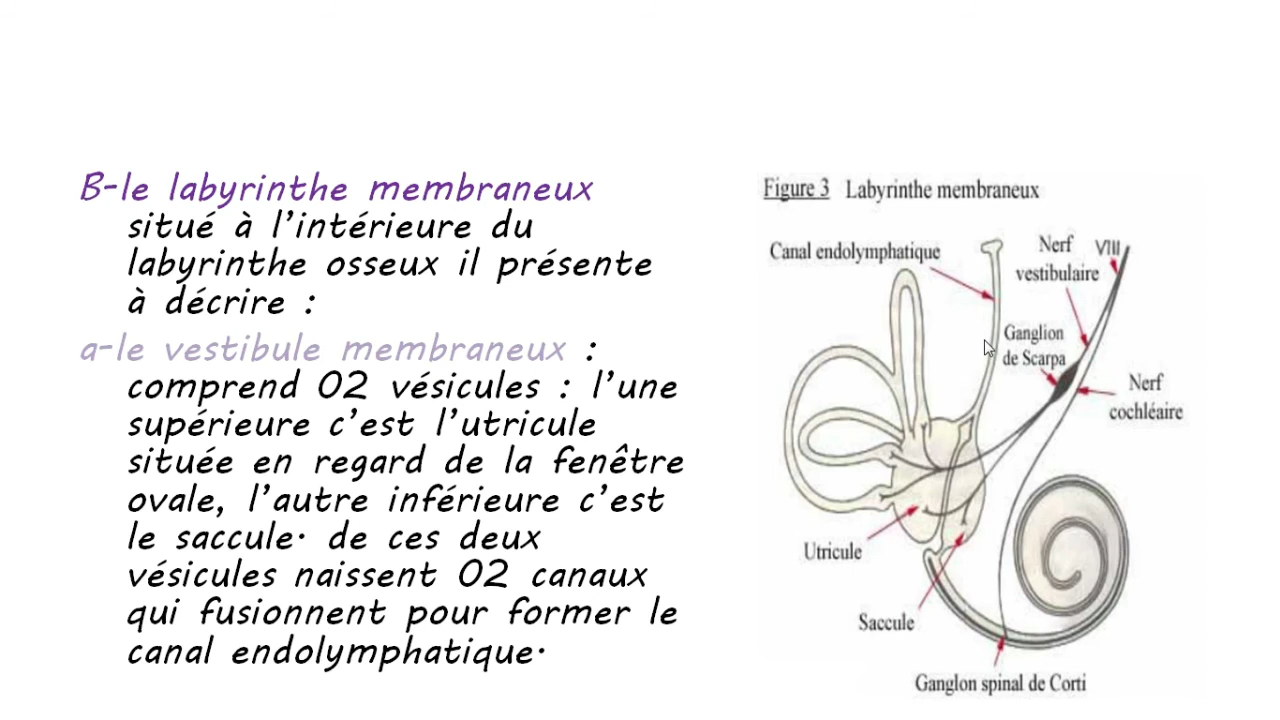 B-le labyrinthe membraneux
situé à l'intérieure du
labyrinthe osseux il présente
à décrire :
a-le vestibule membraneux :
comprend 02 vésicules : l'une
supérieure c'est l'utricule
située en regard de la fenêtre
ovale, l'autre inférieure c'est
le saccule. de ces deux
vésicules naissent 02 canaux
qui fusionnent pour former le
canal endolymphatique.
Figure 3 Labyrinthe membraneux
Canal endolymphatique
Nerf
vestibulaire
VIII
Ganglion
de Scarpa
Nerf
cochléaire
Utricule
Saccule
Ganglon spinal de Corti